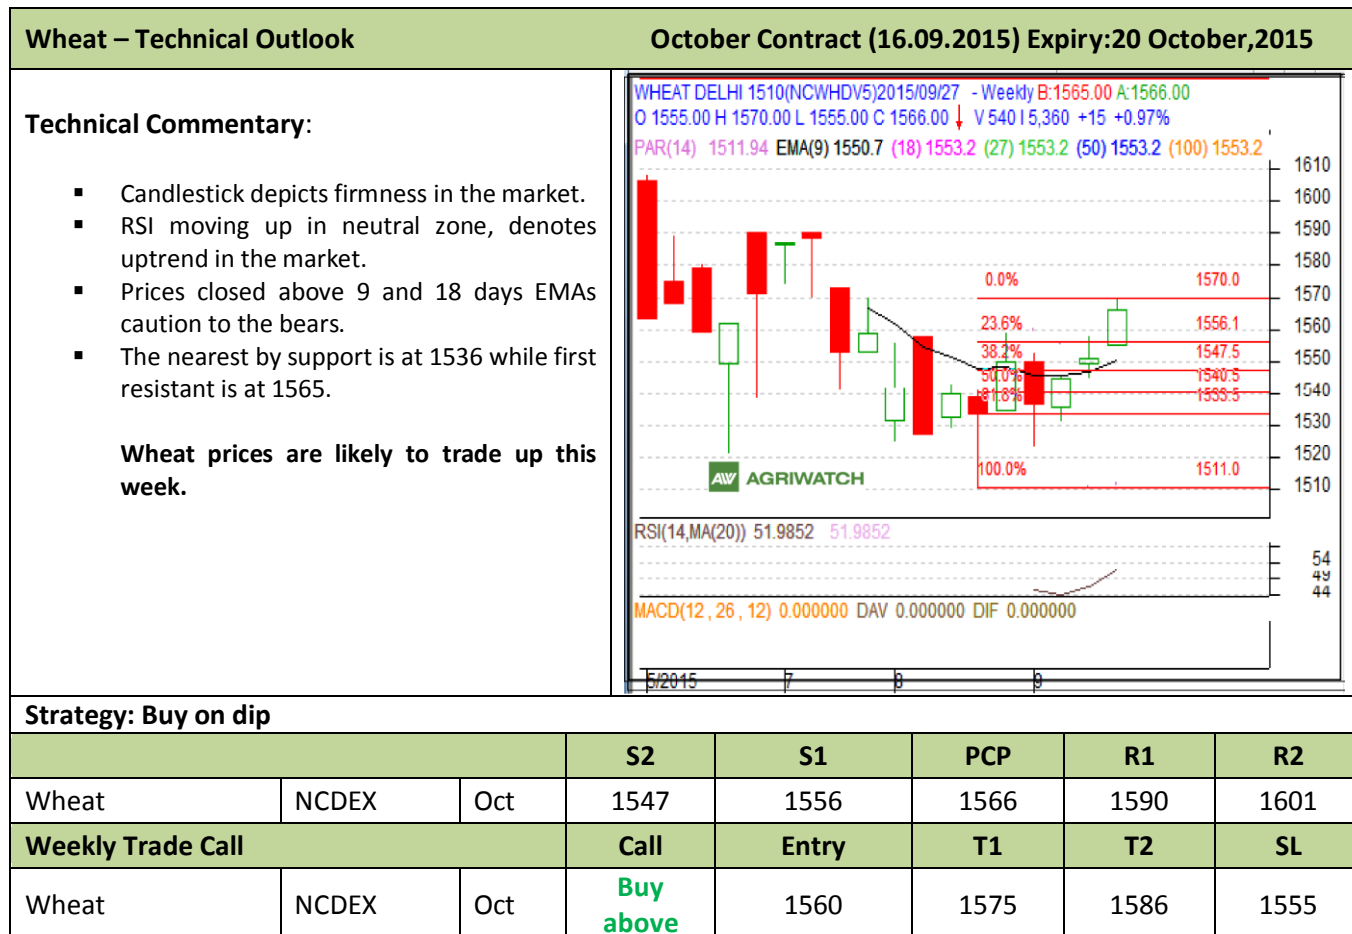 Wheat – Technical Outlook October Contract (16.09.2015) Expiry:20 October,2015
Technical Commentary:
▪ Candlestick depicts firmness in the market.
▪ RSI moving up in neutral zone, denotes
uptrend in the market.
▪ Prices closed above 9 and 18 days EMAs
caution to the bears.
▪ The nearest by support is at 1536 while first
resistant is at 1565.
Wheat prices are likely to trade up this
week.
WHEAT DELHI 1510(NCWHDV5)2015/09/27 - Weekly B:1565.00 A:1566.00
O 1555.00 H 1570.00 L 1555.00 C 1566.00 V 540 I 5,360 +15 +0.97%
PAR(14) 1511.94 EMA(9) 1550.7 (18) 1553.2 (27) 1553.2 (50) 1553.2 (100) 1553.2
1610
1600
1590
1580
1570
1560
1550
1540
1530
1520
1510
0.0% 1570.0
23.6% 1556.1
38.2% 1547.5
50.0% 1540.5
61.8% 1533.5
100.0% 1511.0
AW AGRIWATCH
RSI(14,MA(20)) 51.9852 51.9852
54
49
44
MACD(12 , 26 , 12) 0.000000 DAV 0.000000 DIF 0.000000
5/2015 7 8 9
Strategy: Buy on dip
S2 S1 PCP R1 R2
Wheat NCDEX Oct 1547 1556 1566 1590 1601
Weekly Trade Call Call Entry T1 T2 SL
Wheat NCDEX Oct Buy above 1560 1575 1586 1555